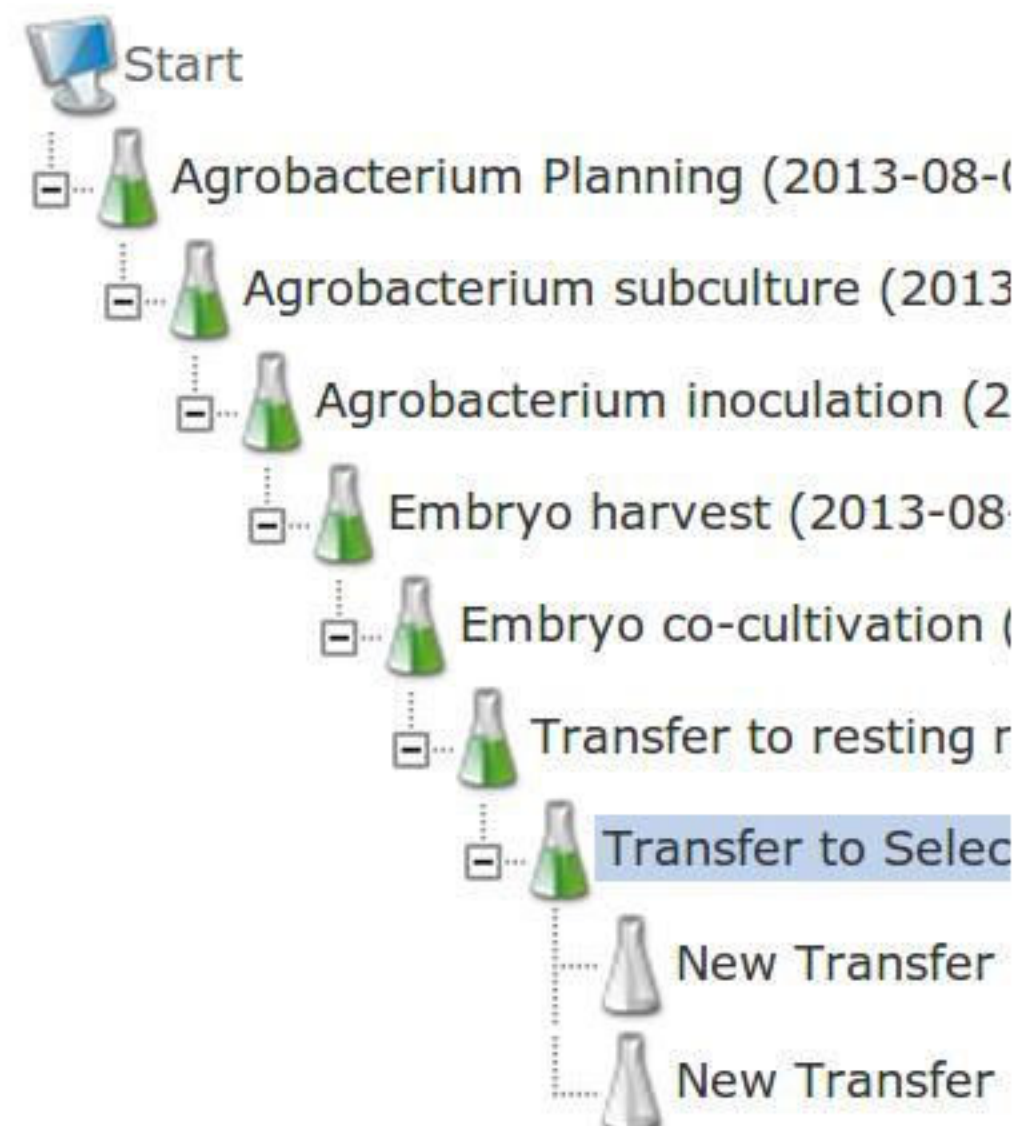 Start
Agrobacterium Planning (2013-08-0
Agrobacterium subculture (2013
Agrobacterium inoculation (2
Embryo harvest (2013-08-
Embryo co-cultivation (
Transfer to resting
Transfer to Selec
New Transfer
New Transfer